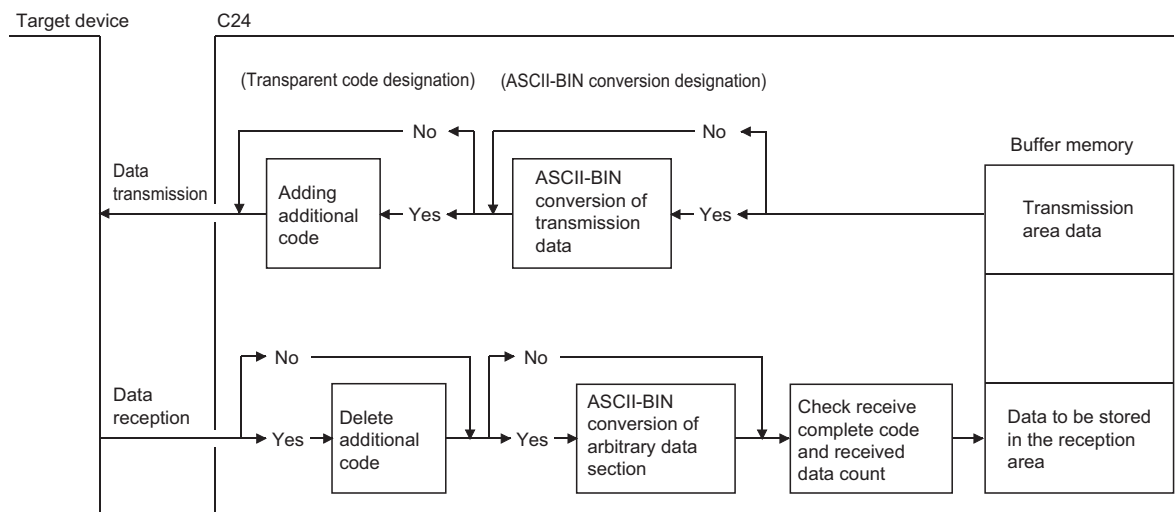 Target device
C24
(Transparent code designation)
(ASCII-BIN conversion designation)
No
No
Buffer memory
Data
transmission
Adding
additional
code
Yes
ASCII-BIN
conversion of
transmission
data
Yes
Transmission
area data
No
No
Data
reception
Yes
Delete
additional
code
Yes
ASCII-BIN
conversion of
arbitrary data
section
Check receive
complete code
and received
data count
Data to be stored
in the reception
area